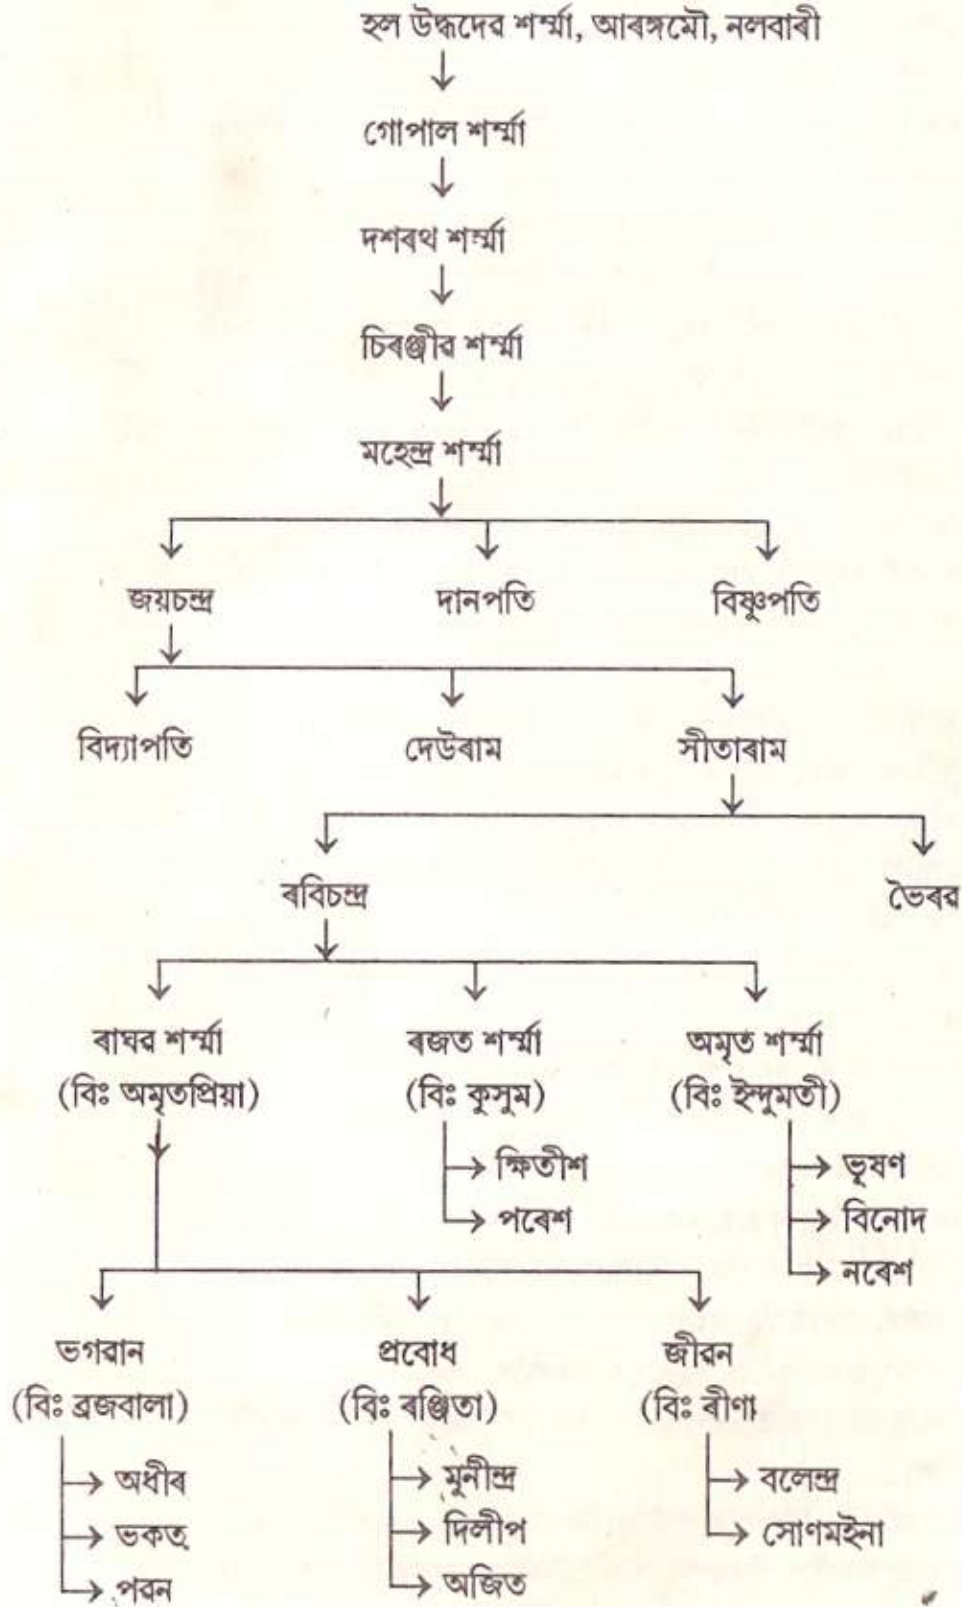 হল উদ্ধদেৱ শৰ্ম্মা, আৰঙ্গমৌ, নলবাৰী
গোপাল শৰ্ম্মা
দশৰথ শৰ্ম্মা
চিৰঞ্জীৱ শৰ্ম্মা
মহেন্দ্ৰ শৰ্ম্মা
জয়চন্দ্ৰ দানপতি বিষ্ণুপতি
বিদ্যাপতি দেউৰাম সীতাৰাম
ৰবিচন্দ্ৰ ভৈৰৱ
ৰাঘৱ শৰ্ম্মা ৰজত শৰ্ম্মা অমৃত শৰ্ম্মা
(বিঃ অমৃতপ্ৰিয়া) (বিঃ কুসুম) (বিঃ ইন্দুমতী)
ক্ষিতীশ ভূষণ
পৰেশ বিনোদ
নৰেশ
ভগৱান প্ৰবোধ জীৱন
(বিঃ ব্ৰজবালা) (বিঃ ৰঞ্জিতা) (বিঃ ৰীণা
অধীৰ মুনীন্দ্ৰ বলেন্দ্ৰ
ভকত্ দিলীপ সোণমইনা
পৱন অজিত